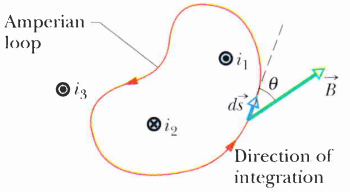 Amperian
loop
i₁
θ
i₃
ds⃗
B⃗
i₂
Direction of
integration